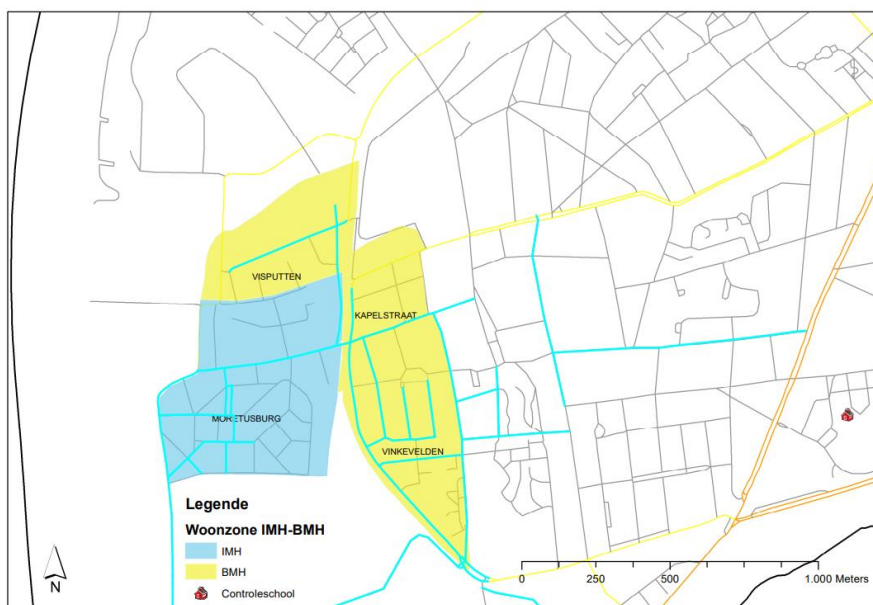 VISPUTTEN
KAPELSTRAAT
MORETUSBURG
VINKEVELDEN
Legende
Woonzone IMH-BMH
IMH
BMH
Controleschool
N
0 250 500 1.000 Meters